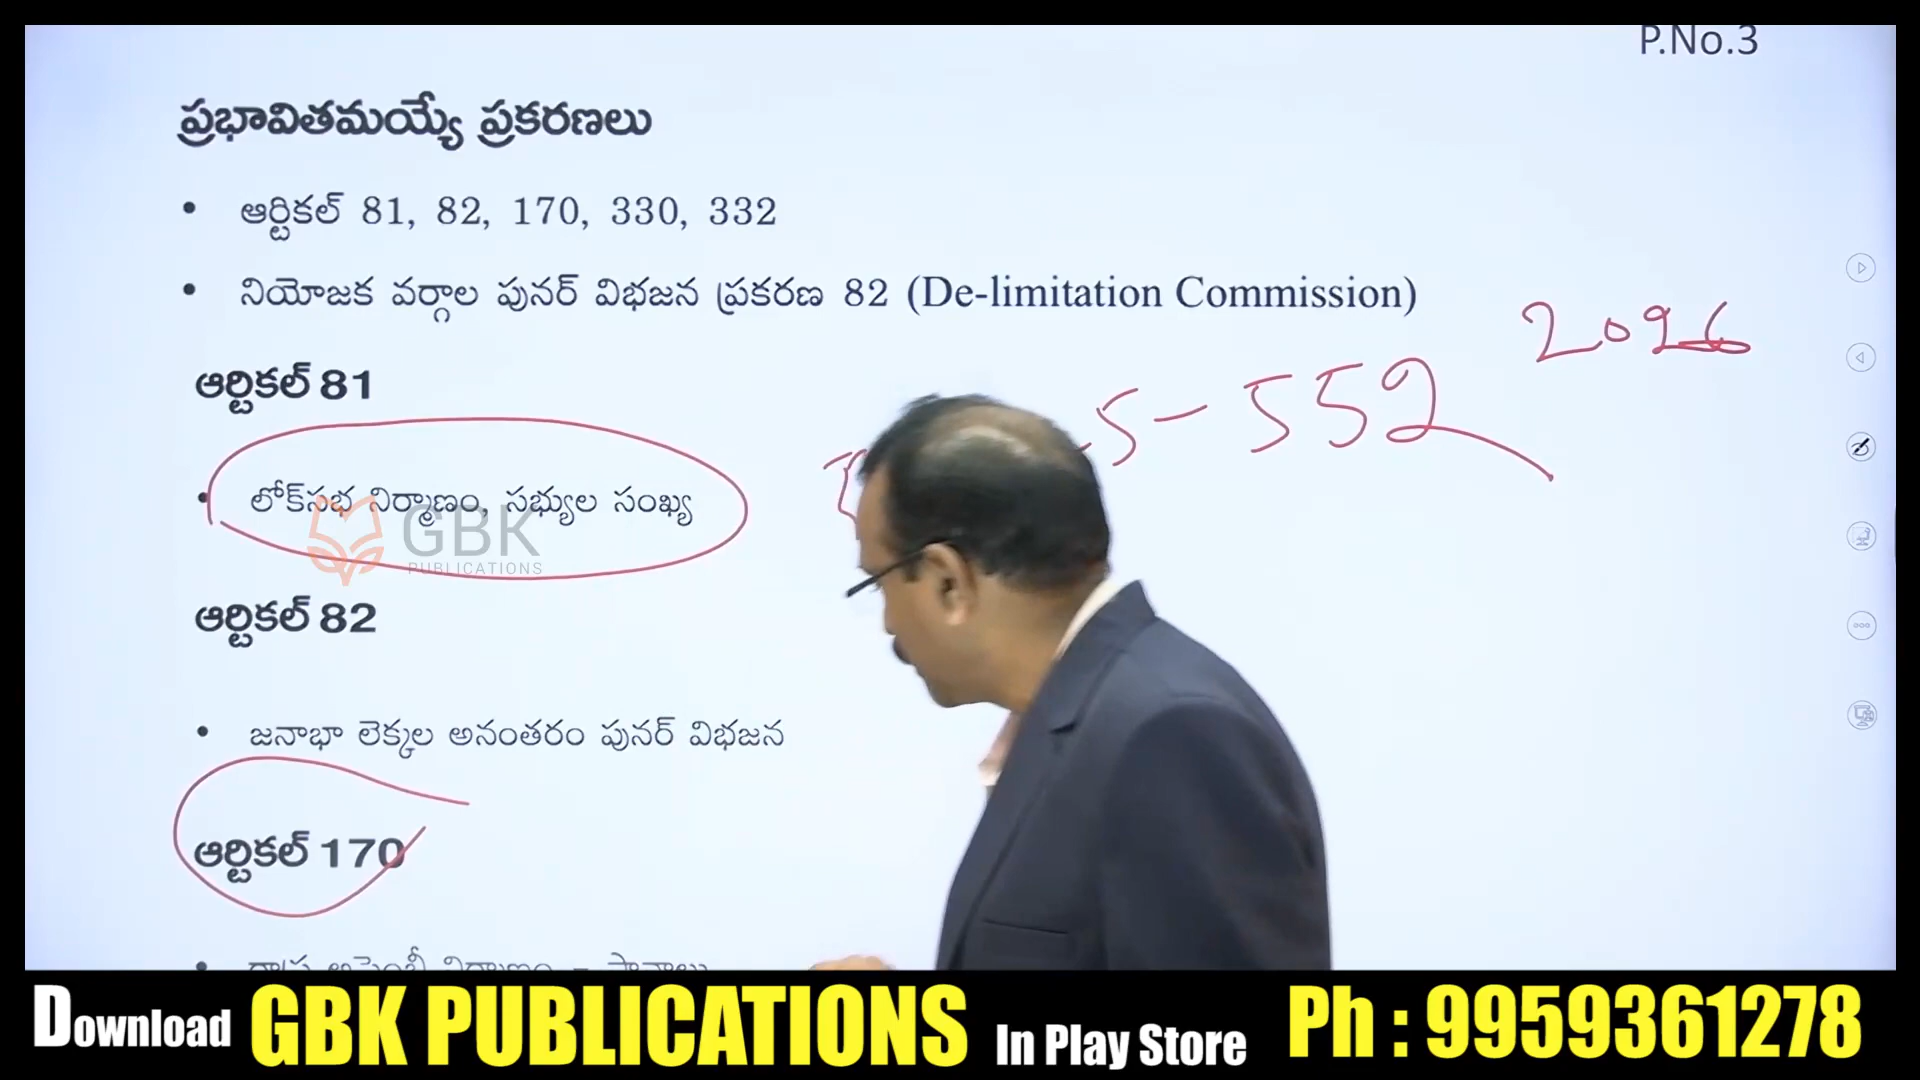 P.No.3
ప్రభావితమయ్యే ప్రకరణలు
• ఆర్టికల్ 81, 82, 170, 330, 332
• నియోజక వర్గాల పునర్ విభజన ప్రకరణ 82 (De-limitation Commission)
2026
ఆర్టికల్ 81
5 - 552
• లోక్‌సభ నిర్మాణం, సభ్యుల సంఖ్య
GBK
PUBLICATIONS
ఆర్టికల్ 82
• జనాభా లెక్కల అనంతరం పునర్ విభజన
ఆర్టికల్ 170
Download GBK PUBLICATIONS In Play Store Ph : 9959361278